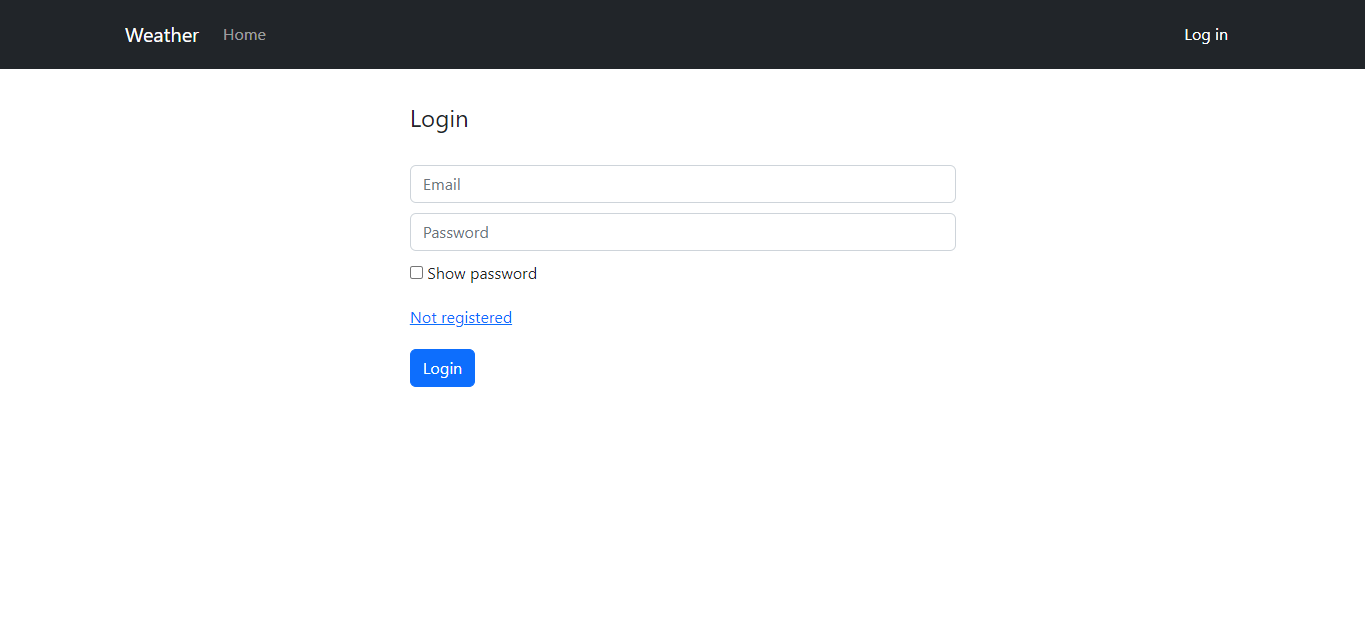 Weather Home Log in
Login
Email
Password
Show password
Not registered
Login